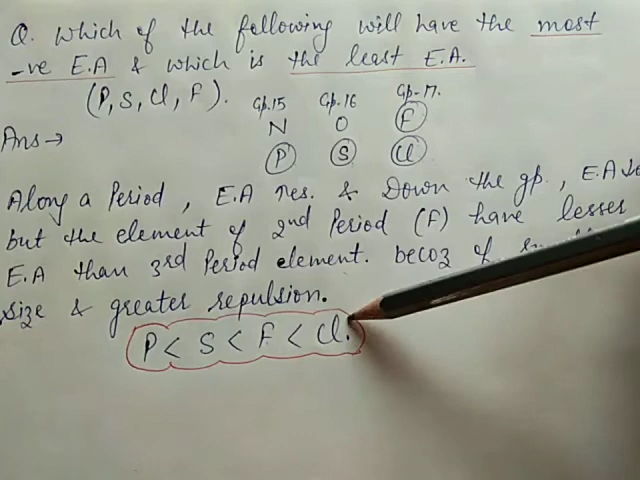 Q. Which of the following will have the most
-ve E.A & which is the least E.A.
(P, S, Cl, F).
Gp.15 Gp.16 Gp-17.
Ans → N O F
P S Cl
Along a Period, E.A ↑es. & Down the gp, E.A
but the element of 2nd Period (F) have lesser
E.A than 3rd Period element. becoz of
size & greater repulsion.
P < S < F < Cl.